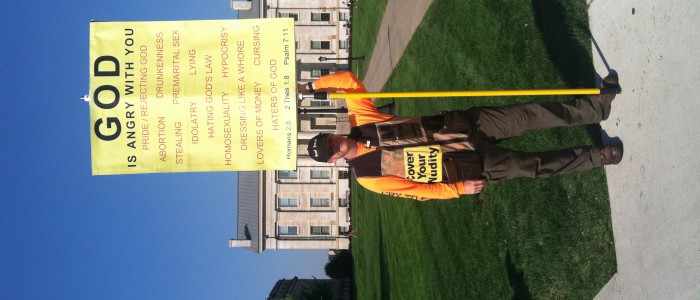 GOD
IS ANGRY WITH YOU
PRIDE / REJECTING GOD
ABORTION DRUNKENNESS
STEALING PREMARITAL SEX
IDOLATRY LYING
HATING GOD'S LAW
HOMOSEXUALITY HYPOCRISY
DRESSING LIKE A WHORE
LOVERS OF MONEY CURSING
HATERS OF GOD
Romans 2:5 2 Thes 1:8 Psalm 7:11
Cover
Your
Nudity